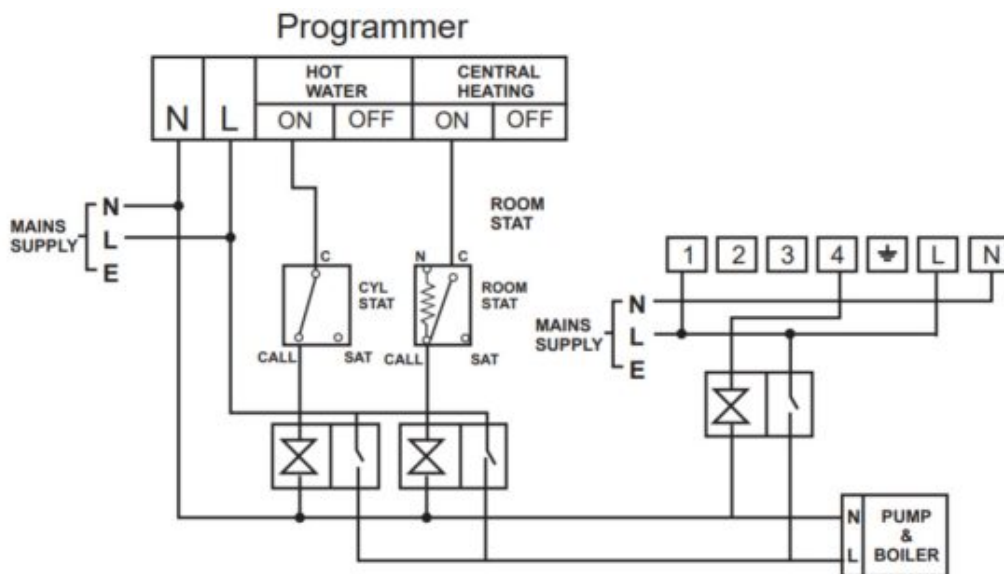 Programmer
N
L
HOT
WATER
CENTRAL
HEATING
ON
OFF
ON
OFF
MAINS
SUPPLY
N
L
E
ROOM
STAT
C
CYL
STAT
CALL
SAT
N
C
ROOM
STAT
CALL
SAT
1
2
3
4
L
N
MAINS
SUPPLY
N
L
E
N
L
PUMP
&
BOILER